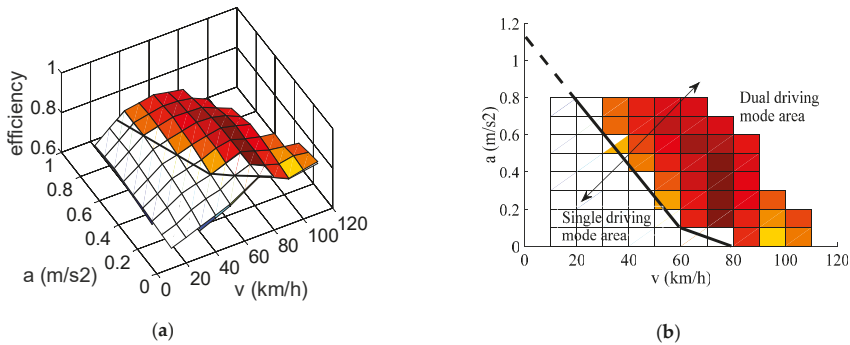 efficiency
1
0.8
0.6
1
0.8
0.6
0.4
0.2
0
a (m/s2)
0
20
40
60
80
100
120
v (km/h)
(a)
1.2
1
0.8
0.6
0.4
0.2
0
a (m/s2)
Dual driving
mode area
Single driving
mode area
20 40 60 80 100 120
v (km/h)
(b)